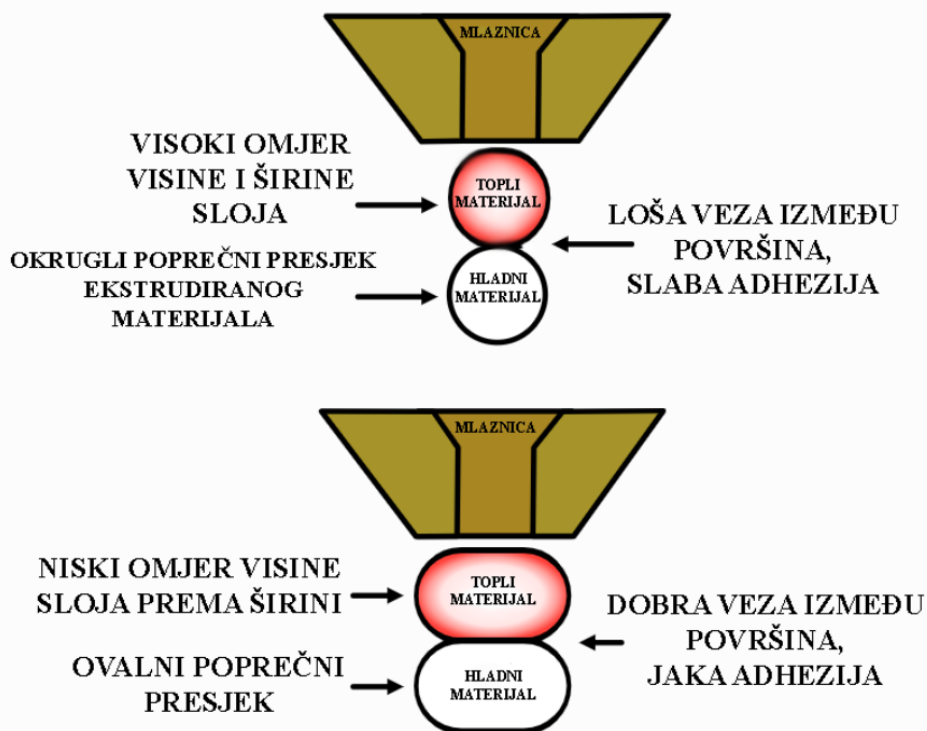 MLAZNICA
VISOKI OMJER
VISINE I ŠIRINE
SLOJA
TOPLI
MATERIJAL
LOŠA VEZA IZMEĐU
POVRŠINA,
SLABA ADHEZIJA
OKRUGLI POPREČNI PRESJEK
EKSTRUDIRANOG
MATERIJALA
HLADNI
MATERIJAL
MLAZNICA
NISKI OMJER VISINE
SLOJA PREMA ŠIRINI
TOPLI
MATERIJAL
DOBRA VEZA IZMEĐU
POVRŠINA,
JAKA ADHEZIJA
OVALNI POPREČNI
PRESJEK
HLADNI
MATERIJAL